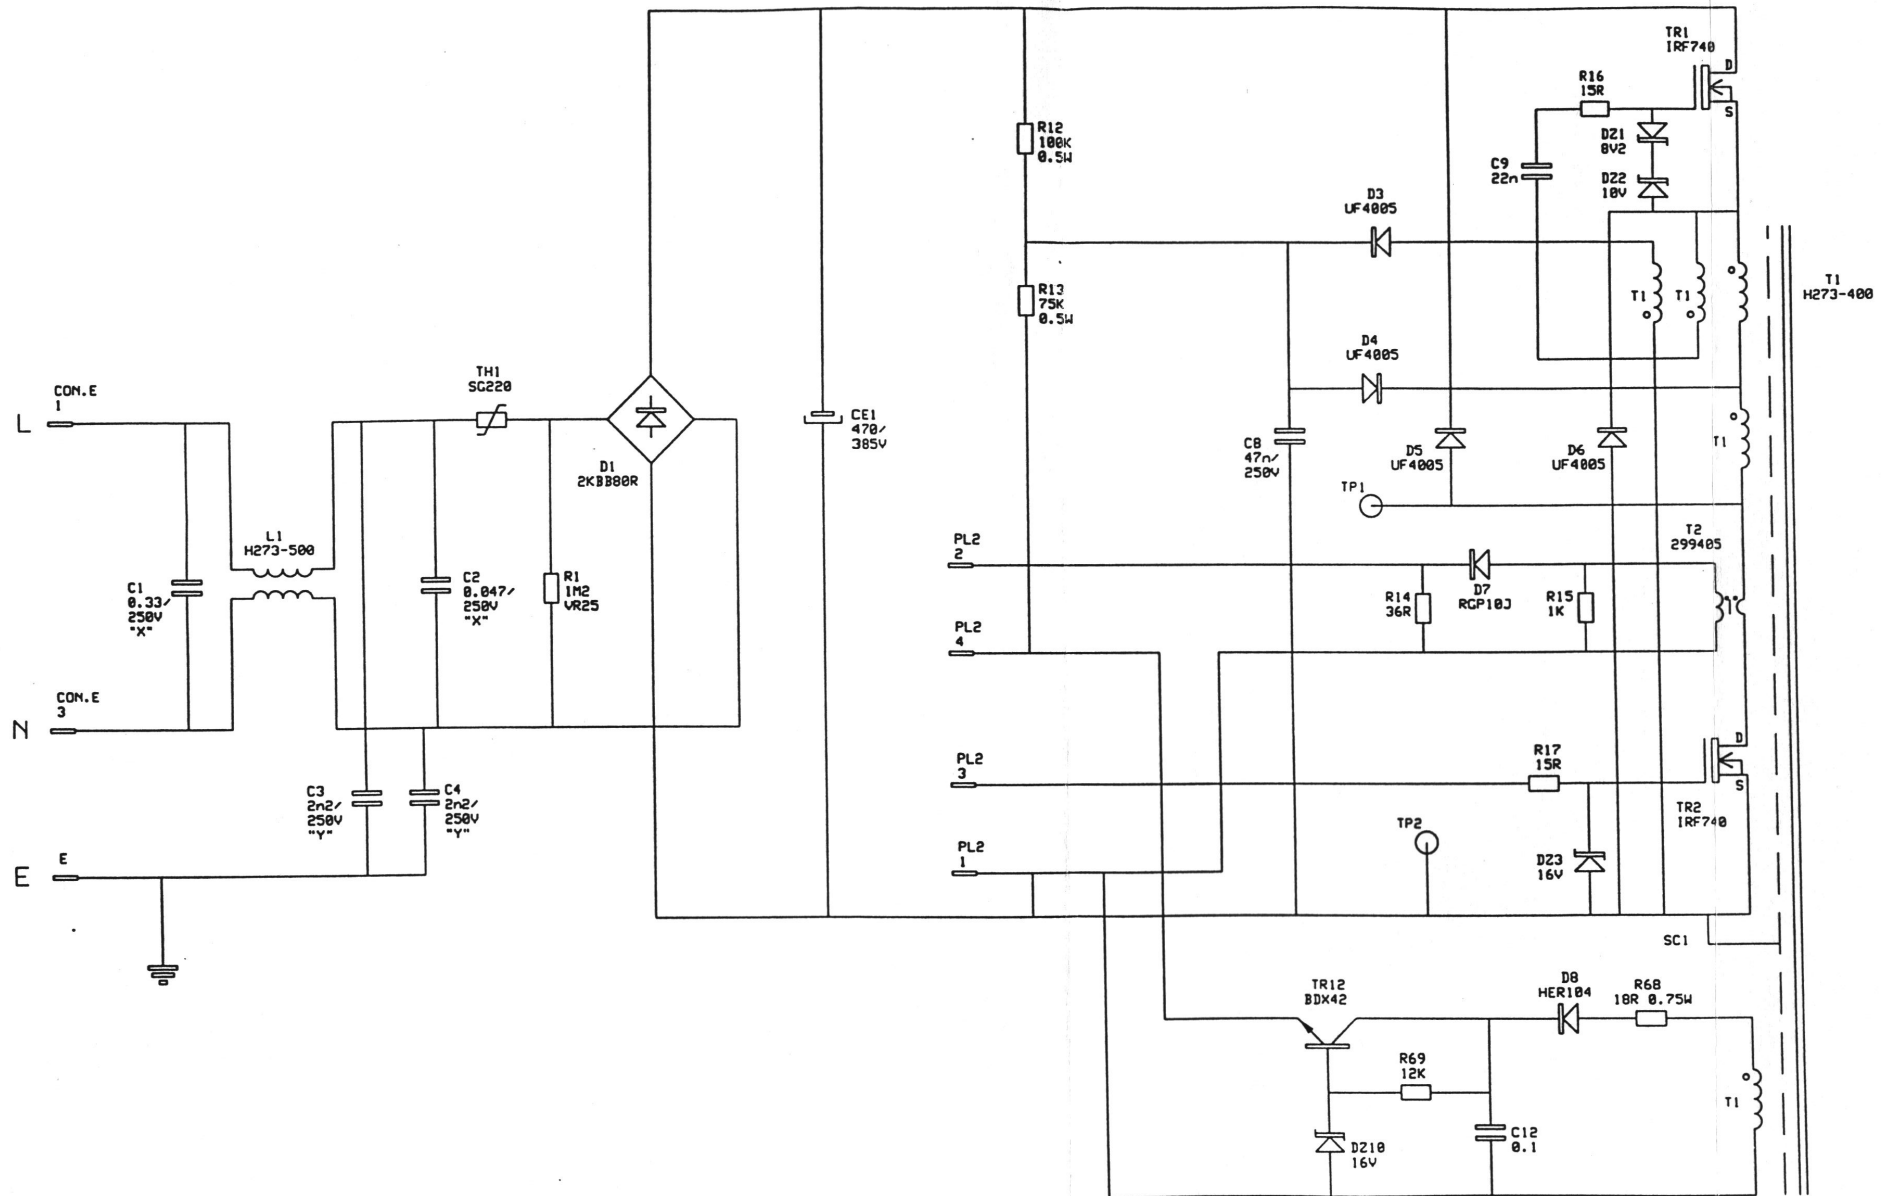 TR1
IRF740
D
S
R16
15R
DZ1
8V2
DZ2
10V
C9
22n
R12
100K
0.5W
D3
UF4005
R13
75K
0.5W
T1
T1
T1
H273-400
D4
UF4005
CON.E
1
L
TH1
SG220
D1
2KBB80R
CE1
470/
385V
C8
47n/
250V
D5
UF4005
D6
UF4005
T1
TP1
L1
H273-500
C1
0.33/
250V
"X"
C2
0.047/
250V
"X"
R1
1M2
VR25
PL2
2
T2
299405
D7
RGP10J
R14
36R
R15
1K
PL2
4
CON.E
3
N
PL2
3
R17
15R
D
S
TR2
IRF740
C3
2n2/
250V
"Y"
C4
2n2/
250V
"Y"
TP2
DZ3
16V
PL2
1
E
E
SC1
TR12
BDX42
D8
HER104
R68
18R 0.75W
R69
12K
T1
DZ10
16V
C12
0.1